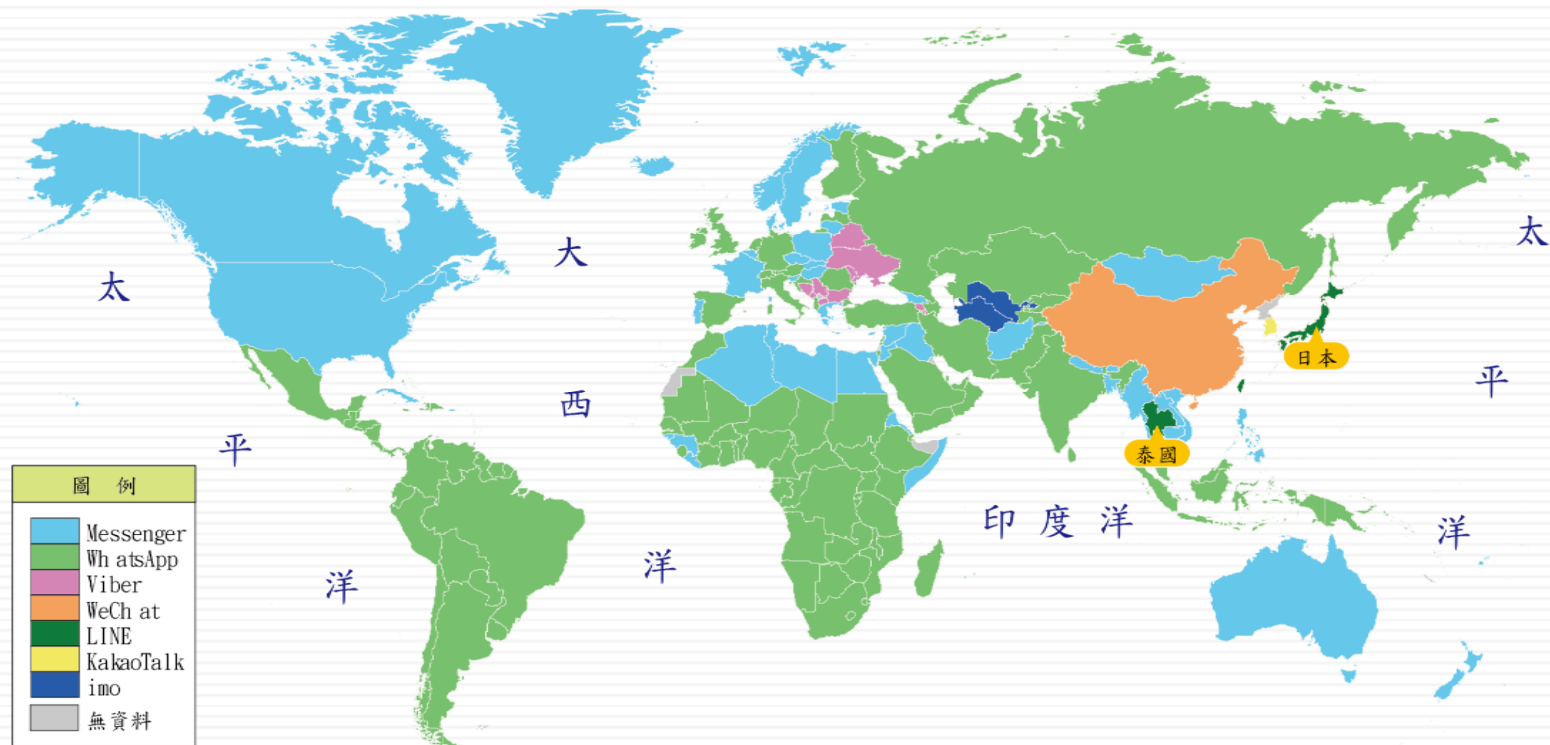 大
太
太
日本
平
西
平
泰國
圖例
印度洋
洋
Messenger
WhatsApp
洋
洋
Viber
WeChat
LINE
KakaoTalk
imo
無資料